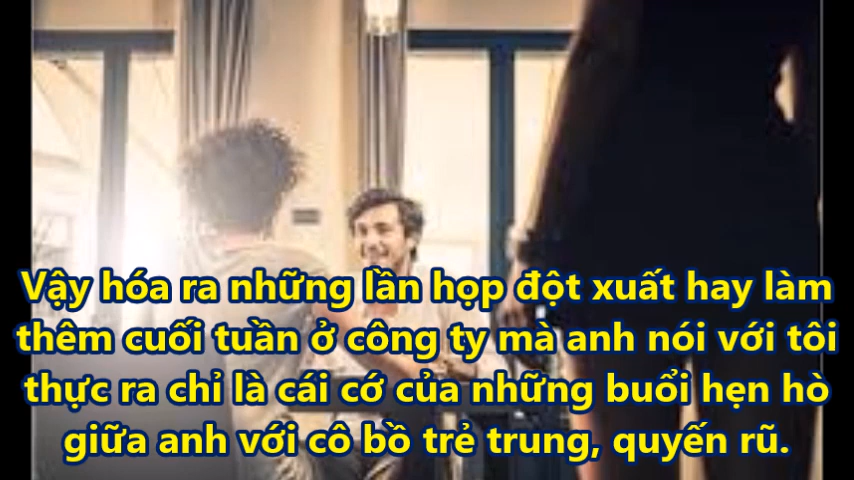 Vậy hóa ra những lần họp đột xuất hay làm
thêm cuối tuần ở công ty mà anh nói với tôi
thực ra chỉ là cái cớ của những buổi hẹn hò
giữa anh với cô bồ trẻ trung, quyến rũ.